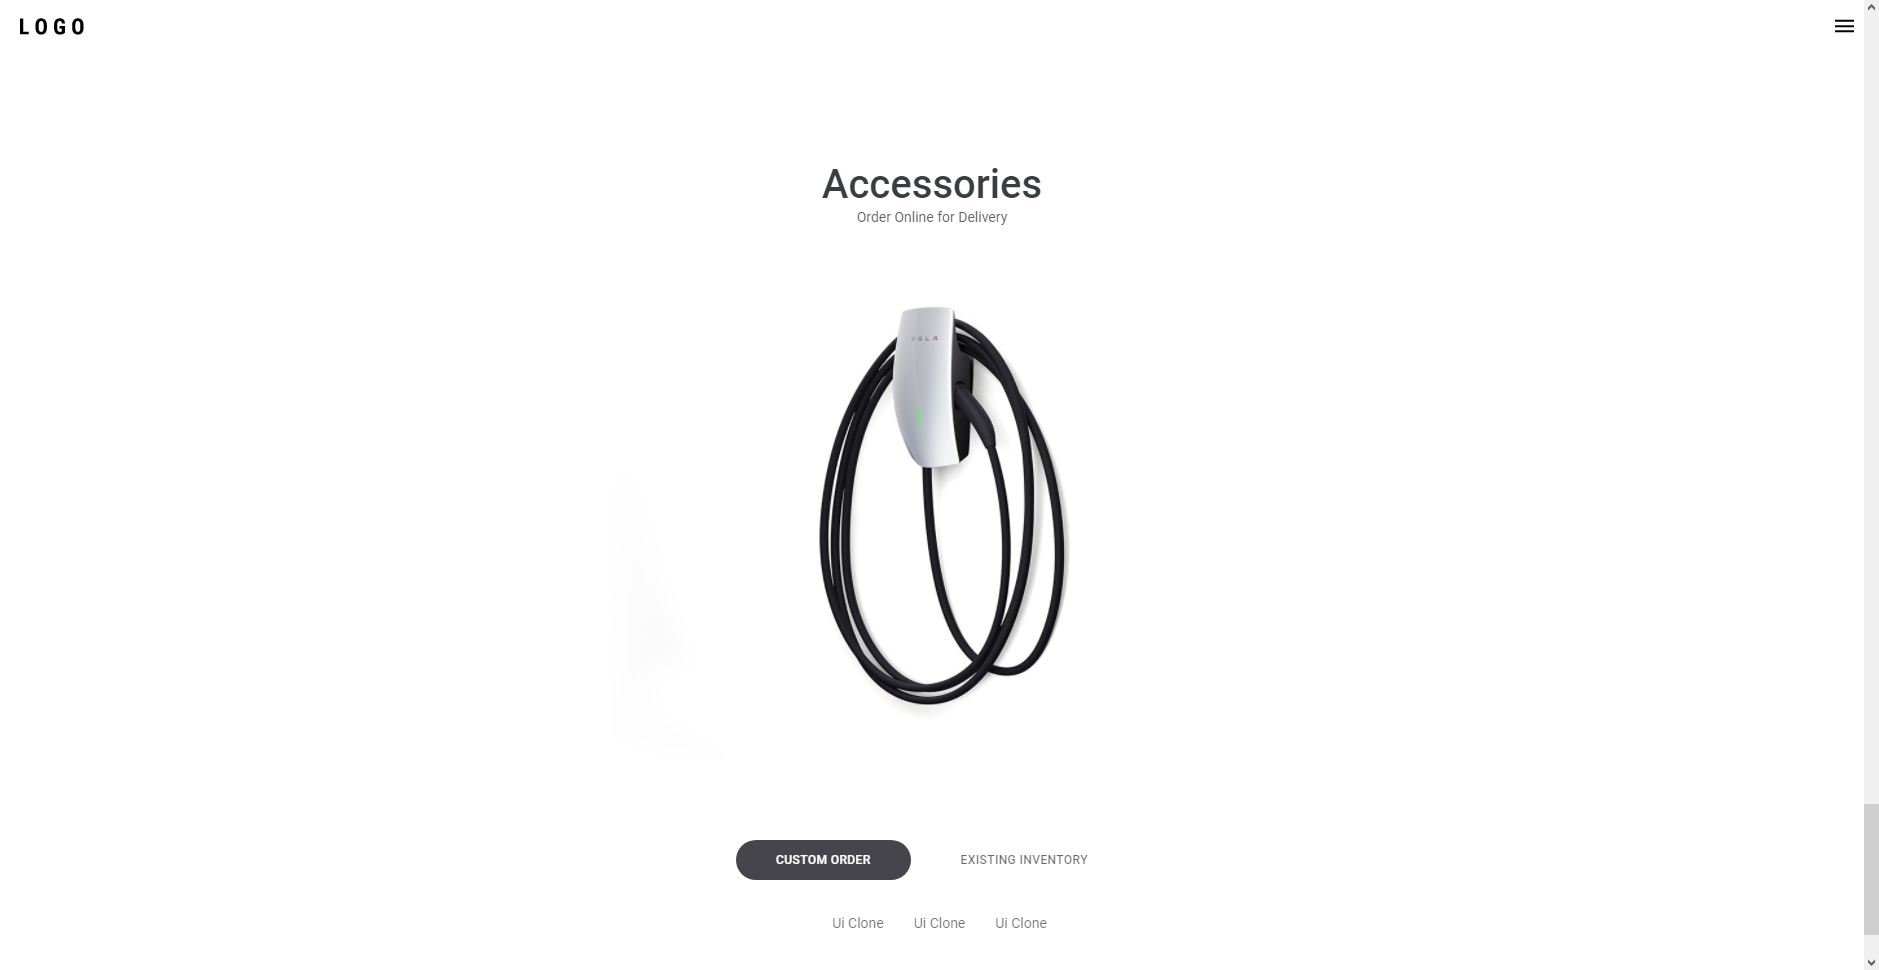 LOGO
Accessories
Order Online for Delivery
CUSTOM ORDER
EXISTING INVENTORY
Ui Clone Ui Clone Ui Clone